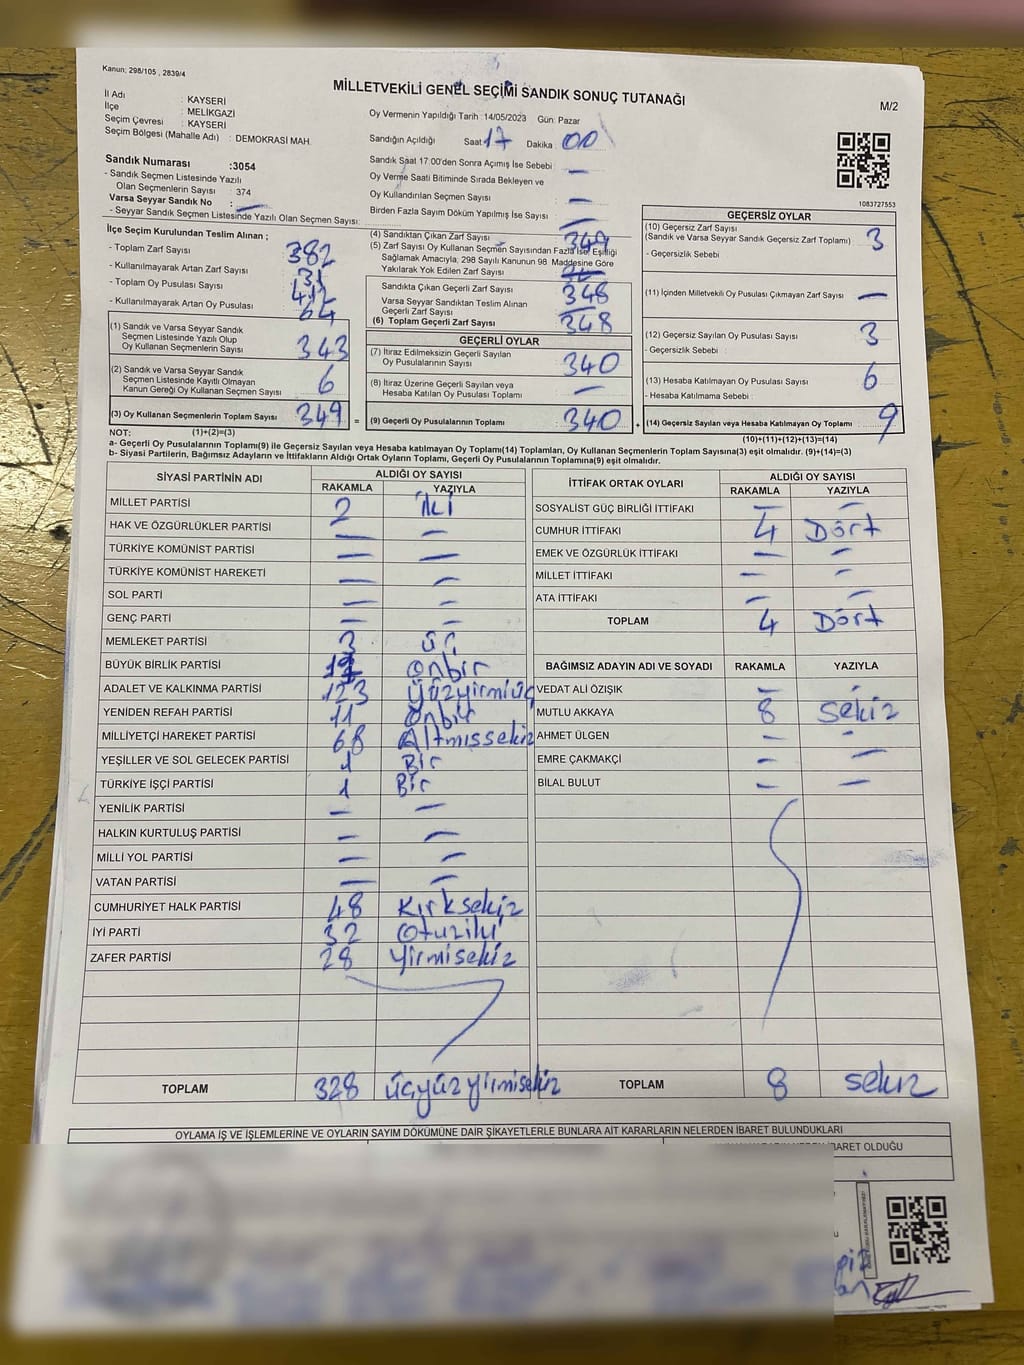 Kanun; 298/105 , 2839/4
MİLLETVEKİLİ GENEL SEÇİMİ SANDIK SONUÇ TUTANAĞI
M/2
İl Adı : KAYSERİ
İlçe : MELİKGAZİ
Seçim Çevresi : KAYSERİ
Seçim Bölgesi (Mahalle Adı) : DEMOKRASİ MAH.
Oy Vermenin Yapıldığı Tarih : 14/05/2023 Gün: Pazar
Sandığın Açıldığı Saat : 17 Dakika : 00
Sandık Saat 17:00'den Sonra Açımış İse Sebebi : —
Oy Verme Saati Bitiminde Sırada Bekleyen ve
Oy Kullandırılan Seçmen Sayısı : —
Birden Fazla Sayım Döküm Yapılmış İse Sayısı : —
Sandık Numarası :3054
- Sandık Seçmen Listesinde Yazılı
Olan Seçmenlerin Sayısı : 374
Varsa Seyyar Sandık No : —
- Seyyar Sandık Seçmen Listesinde Yazılı Olan Seçmen Sayısı:
1083727553
İlçe Seçim Kurulundan Teslim Alınan ;
- Toplam Zarf Sayısı : 382
- Kullanılmayarak Artan Zarf Sayısı : 31
- Toplam Oy Pusulası Sayısı :
- Kullanılmayarak Artan Oy Pusulası : 64
(1) Sandık ve Varsa Seyyar Sandık
Seçmen Listesinde Yazılı Olup
Oy Kullanan Seçmenlerin Sayısı : 343
(2) Sandık ve Varsa Seyyar Sandık
Seçmen Listesinde Kayıtlı Olmayan
Kanun Gereği Oy Kullanan Seçmen Sayısı : 6
(3) Oy Kullanan Seçmenlerin Toplam Sayısı : 349 =
(4) Sandıktan Çıkan Zarf Sayısı : 349
(5) Zarf Sayısı Oy Kullanan Seçmen Sayısından Fazla İse, Eşitliği
Sağlamak Amacıyla, 298 Sayılı Kanunun 98. Maddesine Göre
Yakılarak Yok Edilen Zarf Sayısı :
Sandıkta Çıkan Geçerli Zarf Sayısı : 348
Varsa Seyyar Sandıktan Teslim Alınan
Geçerli Zarf Sayısı : —
(6) Toplam Geçerli Zarf Sayısı : 348
GEÇERLİ OYLAR
(7) İtiraz Edilmeksizin Geçerli Sayılan
Oy Pusulalarının Sayısı : 340
(8) İtiraz Üzerine Geçerli Sayılan veya
Hesaba Katılan Oy Pusulası Toplamı : —
(9) Geçerli Oy Pusulalarının Toplamı : 340 +
GEÇERSİZ OYLAR
(10) Geçersiz Zarf Sayısı
(Sandık ve Varsa Seyyar Sandık Geçersiz Zarf Toplamı) : 3
- Geçersizlik Sebebi :
(11) İçinden Milletvekili Oy Pusulası Çıkmayan Zarf Sayısı : —
(12) Geçersiz Sayılan Oy Pusulası Sayısı : 3
- Geçersizlik Sebebi :
(13) Hesaba Katılmayan Oy Pusulası Sayısı : 6
- Hesaba Katılmama Sebebi :
(14) Geçersiz Sayılan veya Hesaba Katılmayan Oy Toplamı : 9
NOT: (1)+(2)=(3) (10)+(11)+(12)+(13)=(14)
a- Geçerli Oy Pusulalarının Toplamı(9) ile Geçersiz Sayılan veya Hesaba katılmayan Oy Toplamı(14) Toplamları, Oy Kullanan Seçmenlerin Toplam Sayısına(3) eşit olmalıdır. (9)+(14)=(3)
b- Siyasi Partilerin, Bağımsız Adayların ve İttifakların Aldığı Oy Sayısı Toplamları, Geçerli Oy Pusulalarının Toplamına(9) eşit olmalıdır.
SİYASİ PARTİNİN ADI ALDIĞI OY SAYISI
RAKAMLA YAZIYLA
MİLLET PARTİSİ 2 İki
HAK VE ÖZGÜRLÜKLER PARTİSİ — —
TÜRKİYE KOMÜNİST PARTİSİ — —
TÜRKİYE KOMÜNİST HAREKETİ — —
SOL PARTİ — —
GENÇ PARTİ — —
MEMLEKET PARTİSİ 3 üç
BÜYÜK BİRLİK PARTİSİ 11 Onbir
ADALET VE KALKINMA PARTİSİ 123 Yüzyirmiüç
YENİDEN REFAH PARTİSİ 11 Onbir
MİLLİYETÇİ HAREKET PARTİSİ 68 Altmışsekiz
YEŞİLLER VE SOL GELECEK PARTİSİ 1 Bir
TÜRKİYE İŞÇİ PARTİSİ 1 Bir
YENİLİK PARTİSİ — —
HALKIN KURTULUŞ PARTİSİ — —
MİLLİ YOL PARTİSİ — —
VATAN PARTİSİ — —
CUMHURİYET HALK PARTİSİ 48 Kırksekiz
İYİ PARTİ 32 Otuziki
ZAFER PARTİSİ 28 Yirmisekiz
TOPLAM 328 üçyüzyirmisekiz
İTTİFAK ORTAK OYLARI ALDIĞI OY SAYISI
RAKAMLA YAZIYLA
SOSYALİST GÜÇ BİRLİĞİ İTTİFAKI — —
CUMHUR İTTİFAKI 4 Dört
EMEK VE ÖZGÜRLÜK İTTİFAKI — —
MİLLET İTTİFAKI — —
ATA İTTİFAKI — —
TOPLAM 4 Dört
BAĞIMSIZ ADAYIN ADI VE SOYADI RAKAMLA YAZIYLA
VEDAT ALİ ÖZIŞIK — —
MUTLU AKKAYA 8 Sekiz
AHMET ÜLGEN — —
EMRE ÇAKMAKÇİ — —
BİLAL BULUT — —
TOPLAM 8 sekiz
OYLAMA İŞ VE İŞLEMLERİNE VE OYLARIN SAYIM DÖKÜMÜNE DAİR ŞİKAYETLERLE BUNLARA AİT KARARLARIN NELERDEN İBARET BULUNDUKLARI
İBARET OLDUĞU